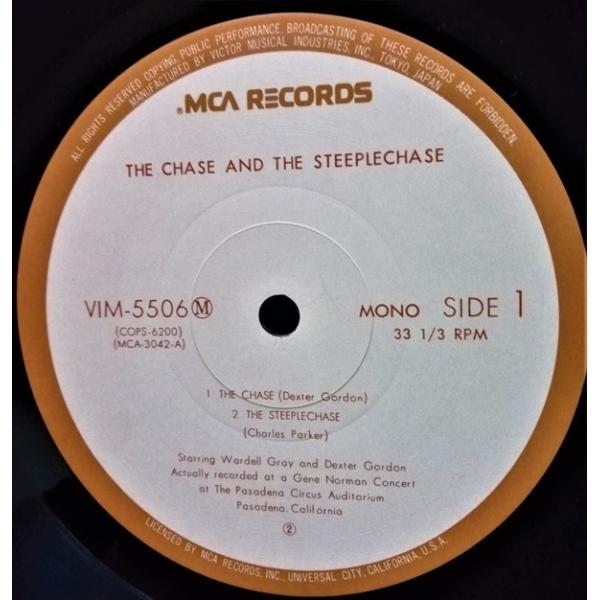 ALL RIGHTS RESERVED COPYING, PUBLIC PERFORMANCE, BROADCASTING OF THESE RECORDS ARE FORBIDDEN.
MANUFACTURED BY VICTOR MUSICAL INDUSTRIES, INC., TOKYO, JAPAN
®MCA RECORDS
THE CHASE AND THE STEEPLECHASE
VIM-5506 Ⓜ MONO SIDE 1
(COPS-6200) 33 1/3 RPM
(MCA-3042-A)
1 THE CHASE (Dexter Gordon)
2 THE STEEPLECHASE
(Charles Parker)
Starring Wardell Gray and Dexter Gordon
Actually recorded at a Gene Norman Concert
at The Pasadena Circus Auditorium
Pasadena, California
②
LICENSED BY MCA RECORDS, INC., UNIVERSAL CITY, CALIFORNIA, U.S.A.